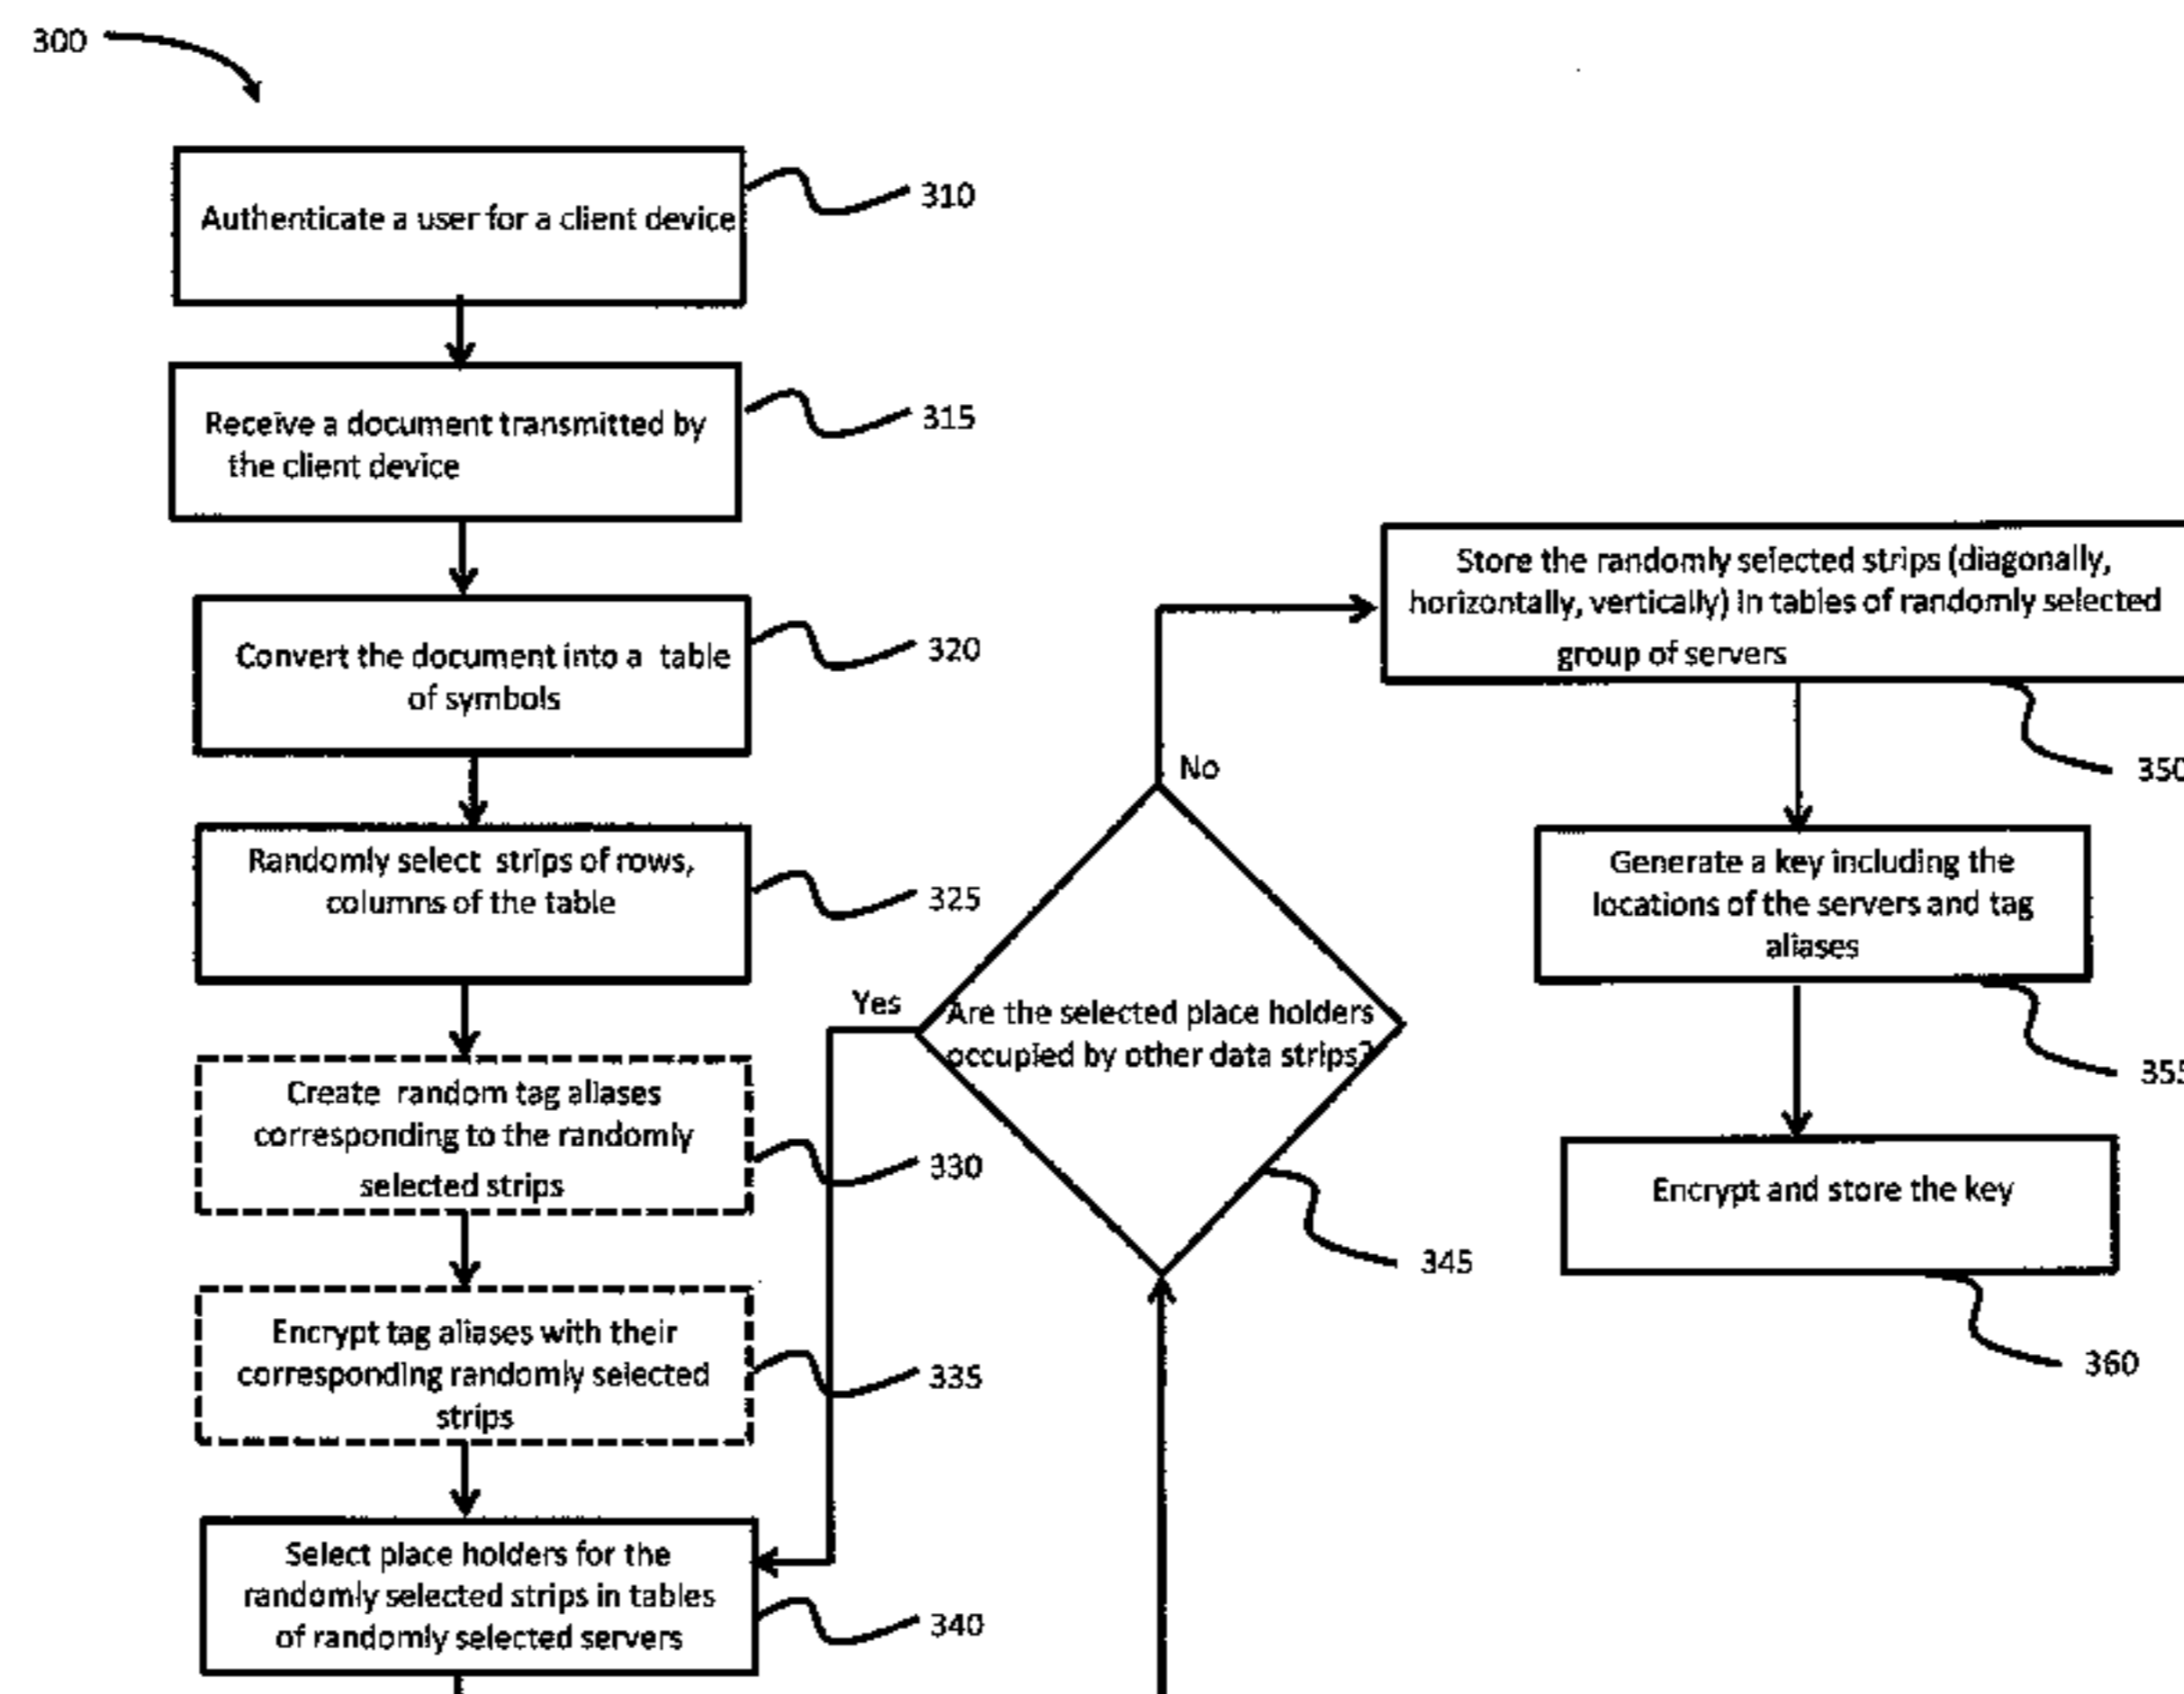 300
Authenticate a user for a client device
310
Receive a document transmitted by
the client device
315
Convert the document into a table
of symbols
320
Randomly select strips of rows,
columns of the table
325
Create random tag aliases
corresponding to the randomly
selected strips
330
Encrypt tag aliases with their
corresponding randomly selected
strips
335
Select place holders for the
randomly selected strips in tables
of randomly selected servers
340
Yes
No
Are the selected place holders
occupied by other data strips?
345
Store the randomly selected strips (diagonally,
horizontally, vertically) in tables of randomly selected
group of servers
350
Generate a key including the
locations of the servers and tag
aliases
355
Encrypt and store the key
360